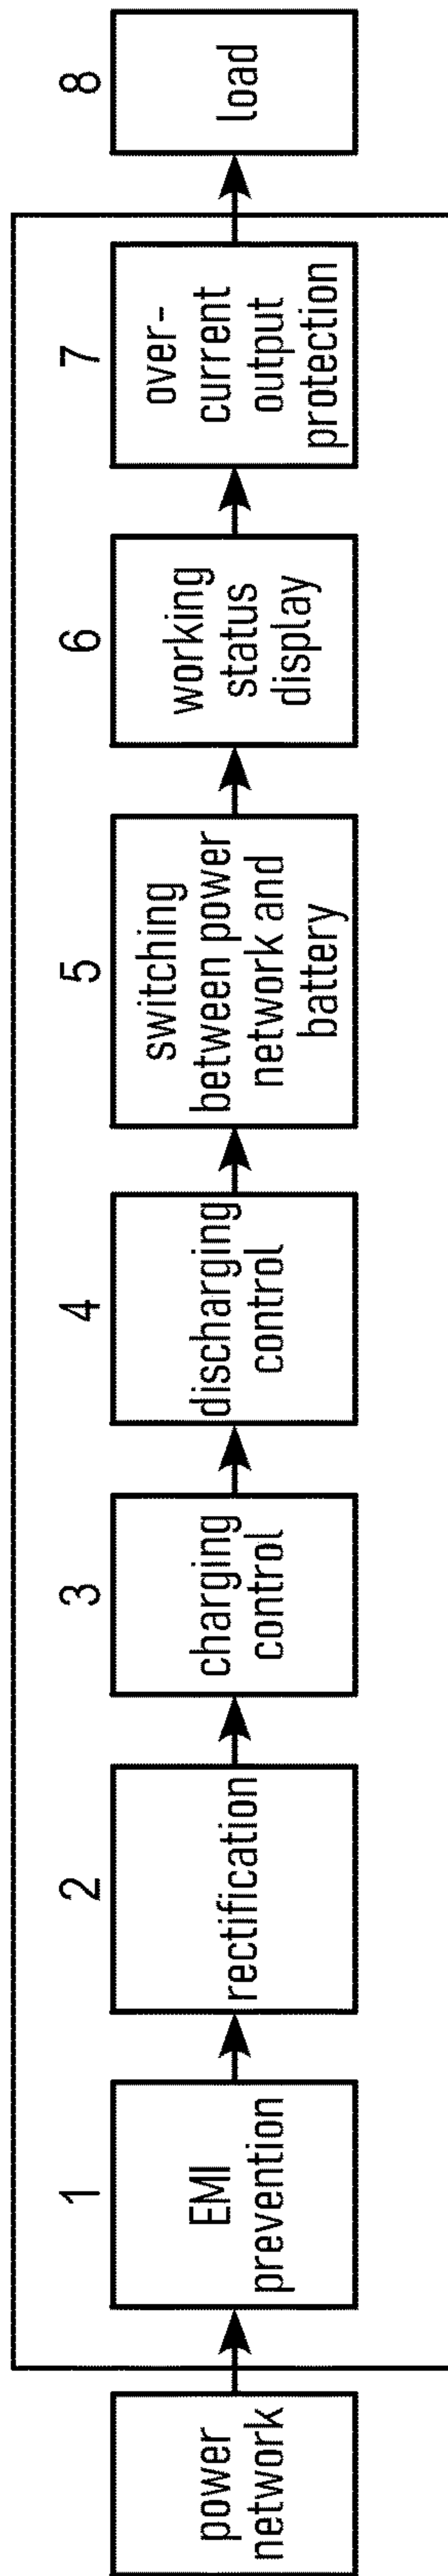 power
network
1
EMI
prevention
2
rectification
3
charging
control
4
discharging
control
5
switching
between power
network and
battery
6
working
status
display
7
over-
current
output
protection
8
load